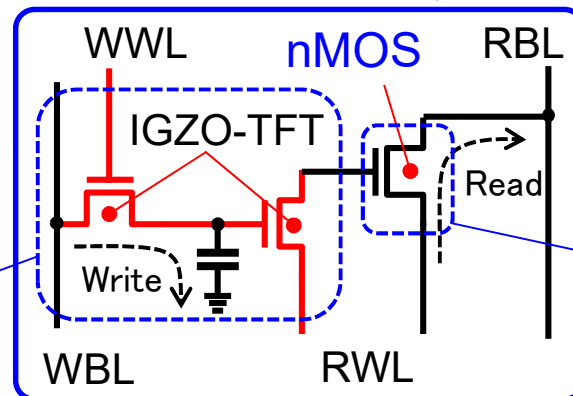 WWL
nMOS
RBL
IGZO-TFT
Read
Write
WBL
RWL